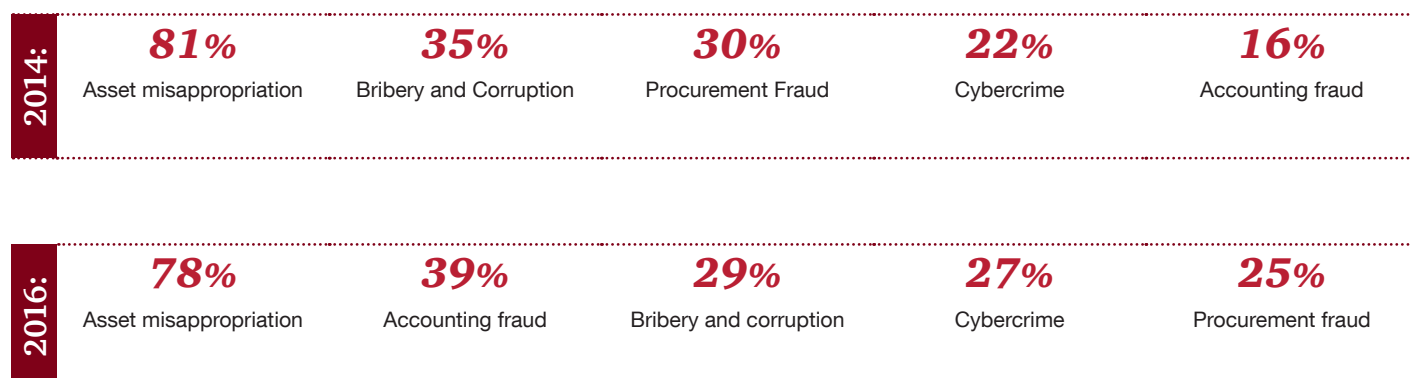 2014:
81% 35% 30% 22% 16%
Asset misappropriation Bribery and Corruption Procurement Fraud Cybercrime Accounting fraud
2016:
78% 39% 29% 27% 25%
Asset misappropriation Accounting fraud Bribery and corruption Cybercrime Procurement fraud